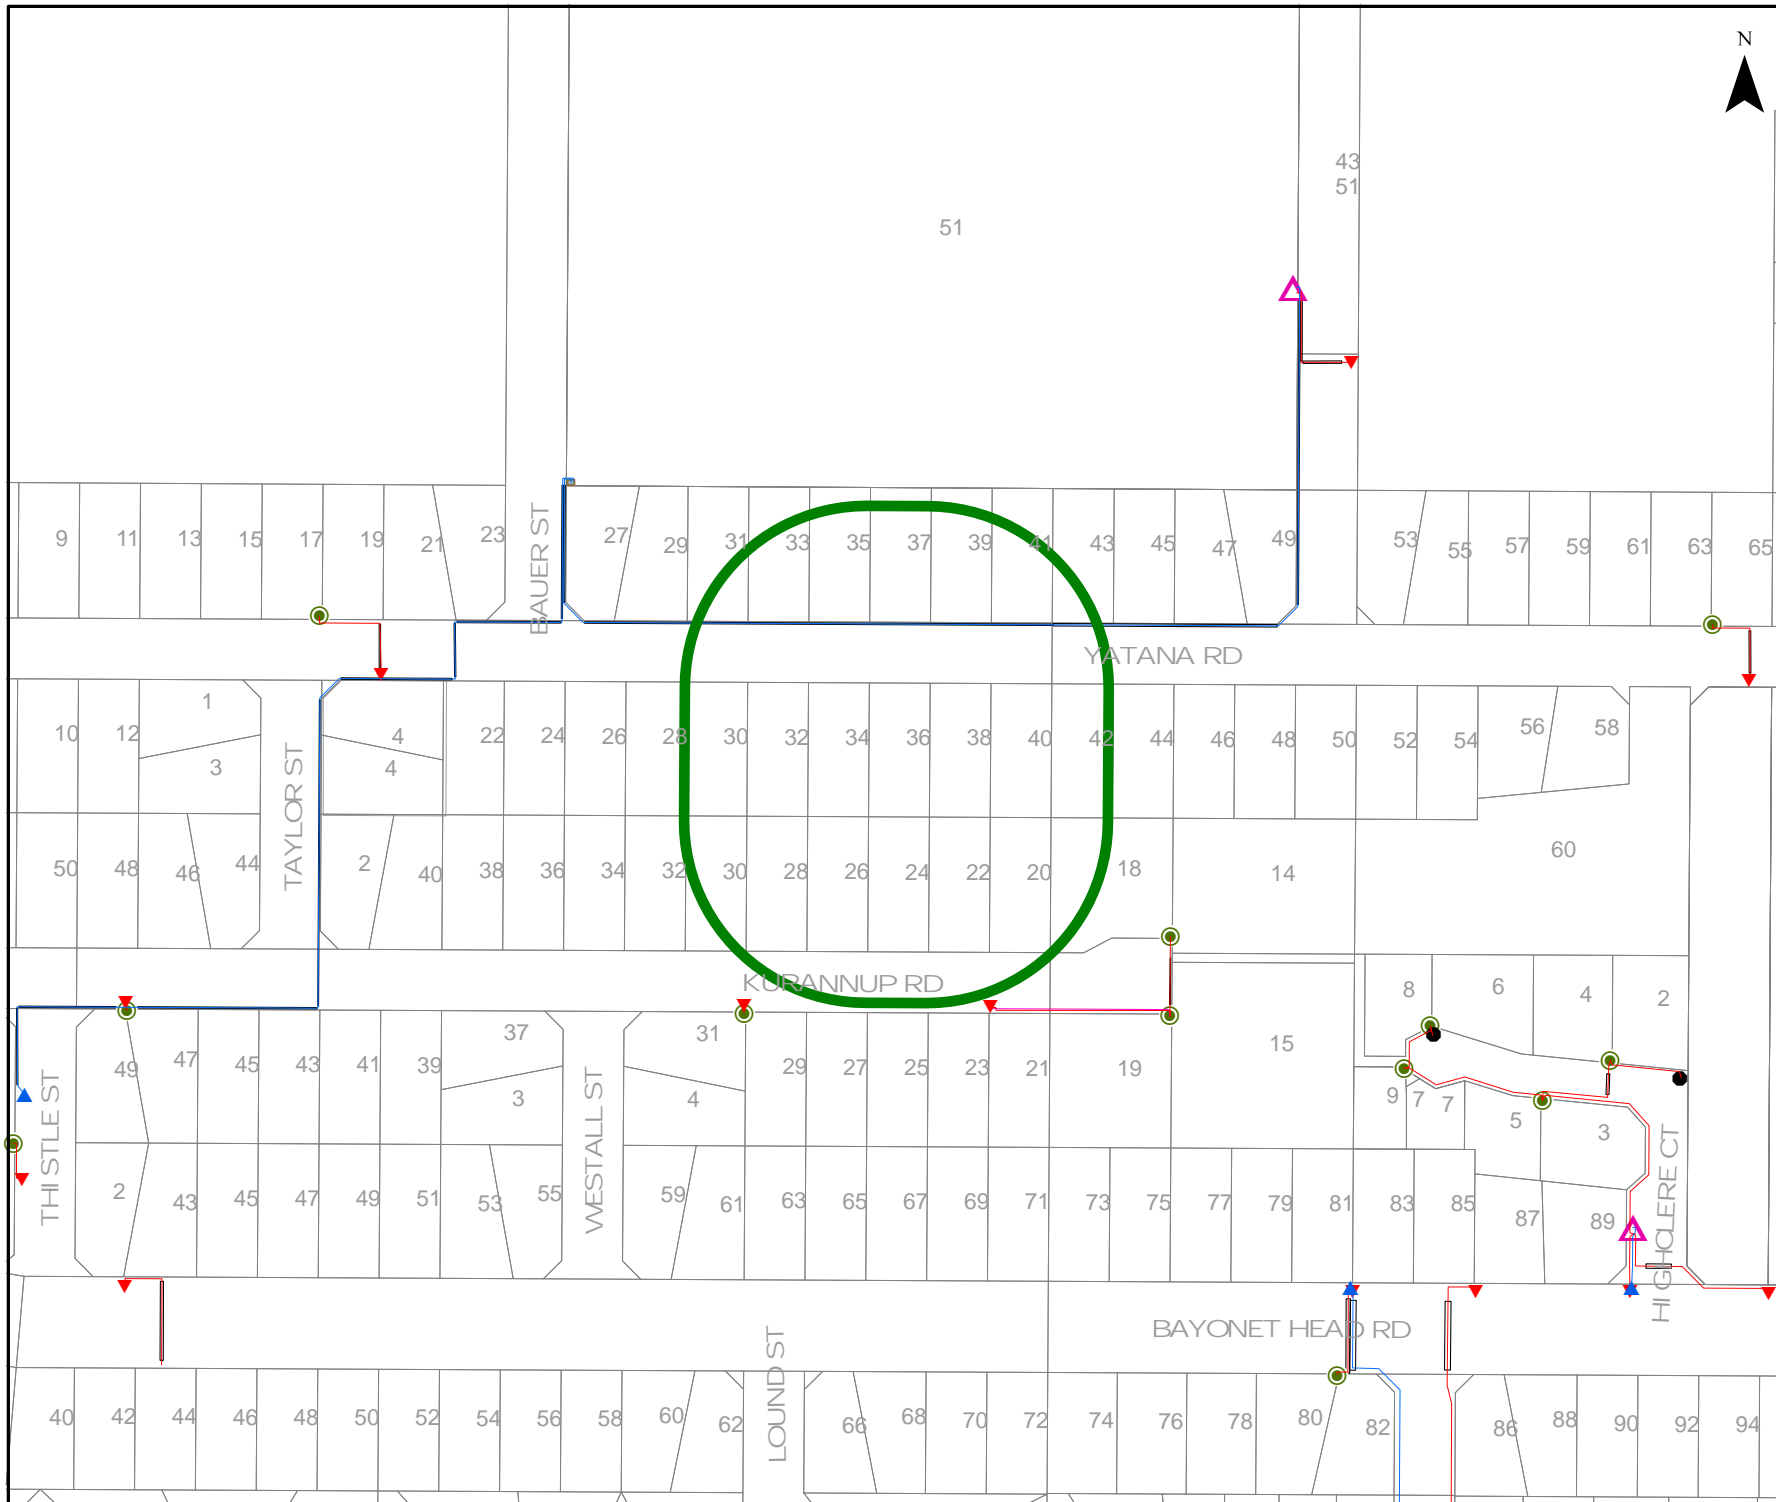 N
43
51
51
9 11 13 15 17 19 21 23 27 29 31 33 35 37 39 41 43 45 47 49 53 55 57 59 61 63 65
BAUER ST
YATANA RD
1
10 12 4 22 24 26 28 30 32 34 36 38 40 42 44 46 48 50 52 54 56 58
3 4
TAYLOR ST
50 48 46 44 2 40 38 36 34 32 30 28 26 24 22 20 18 14 60
KURANNUP RD
8 6 4 2
37 31
49 47 45 43 41 39 29 27 25 23 21 19 15
3 4 9 7 7 5 3
THISTLE ST
WESTALL ST
HIGHCLERE CT
2 43 45 47 49 51 53 55 59 61 63 65 67 69 71 73 75 77 79 81 83 85 87 89
BAYONET HEAD RD
LOUND ST
40 42 44 46 48 50 52 54 56 58 60 62 66 68 70 72 74 76 78 80 82 86 88 90 92 94